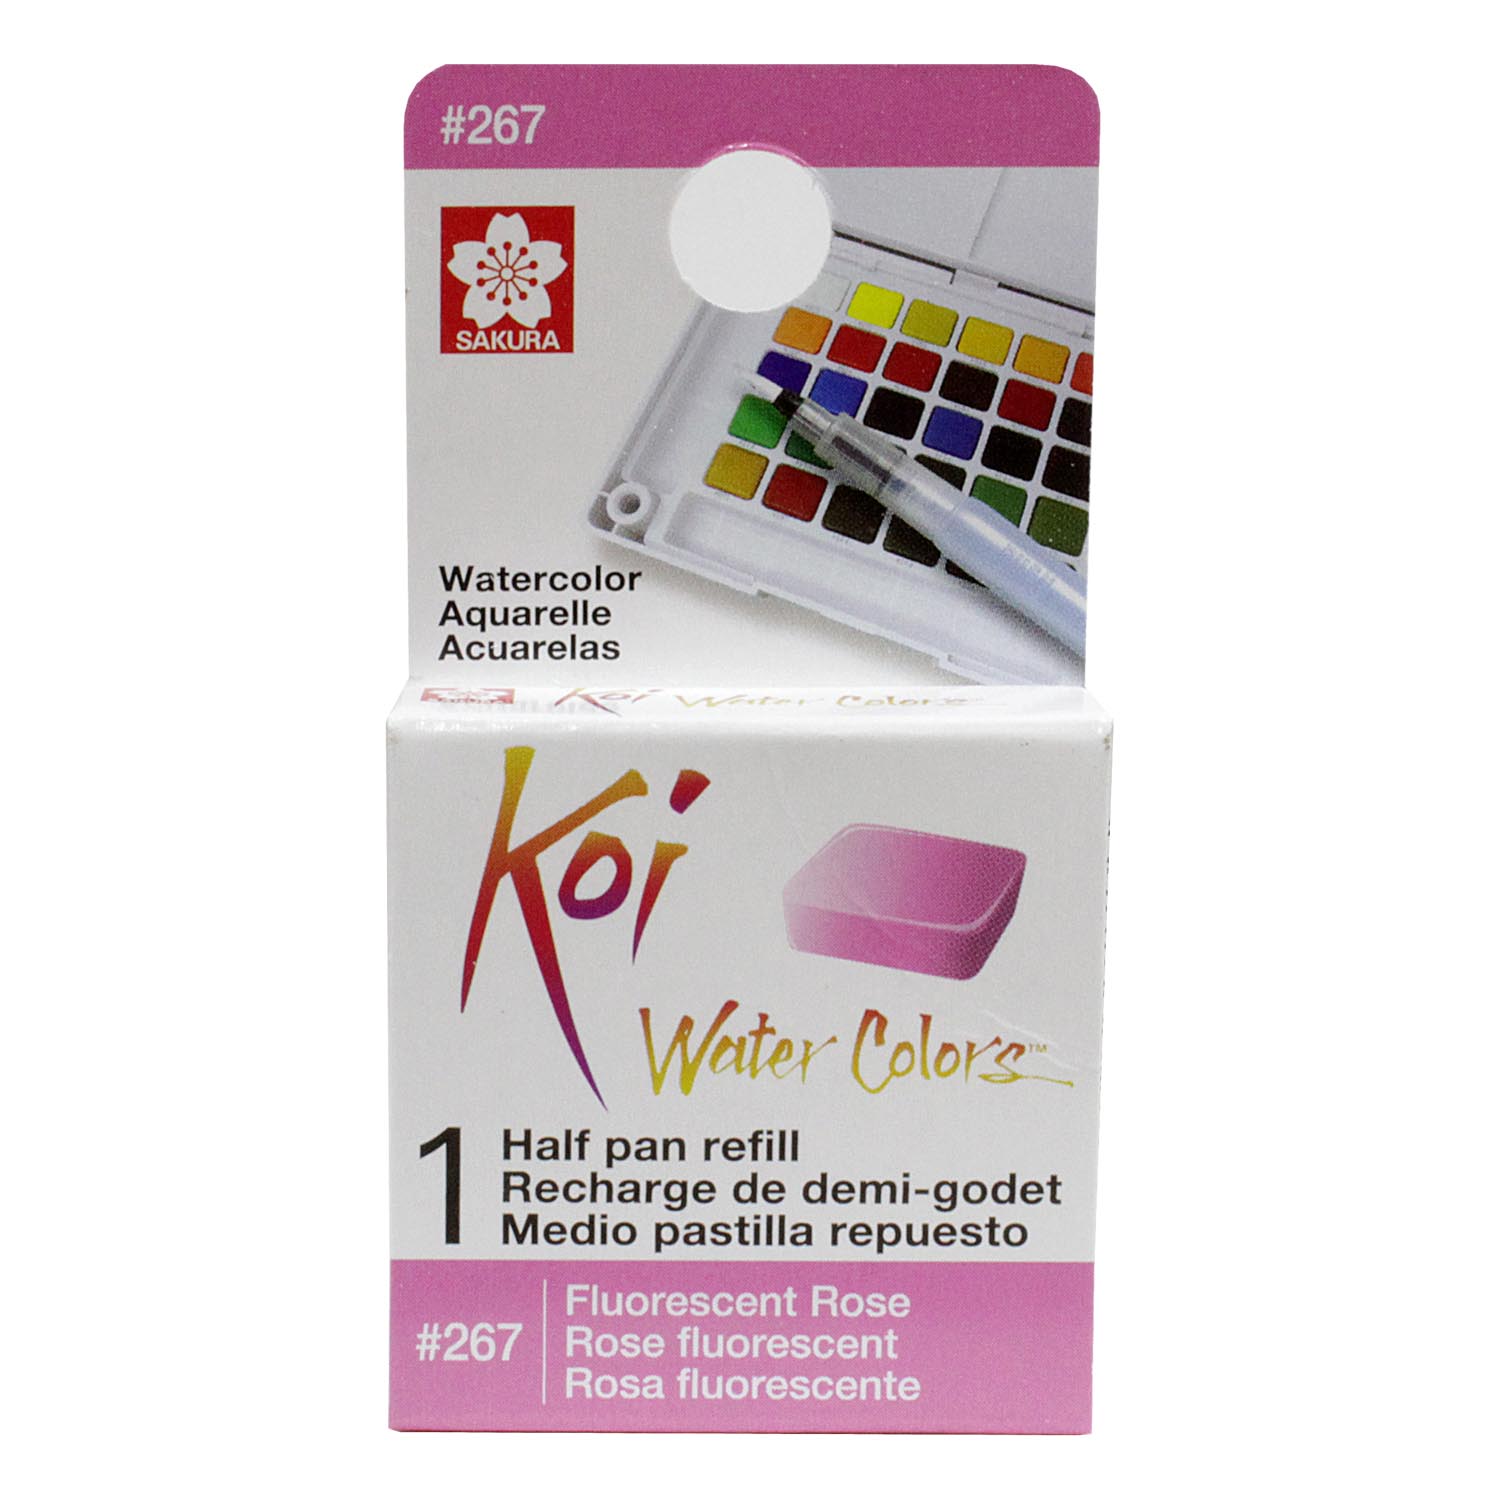 #267
SAKURA
Watercolor
Aquarelle
Acuarelas
SAKURA Koi Water Colors
Koi
Water Colors™
1
Half pan refill
Recharge de demi-godet
Medio pastilla repuesto
#267
Fluorescent Rose
Rose fluorescent
Rosa fluorescente